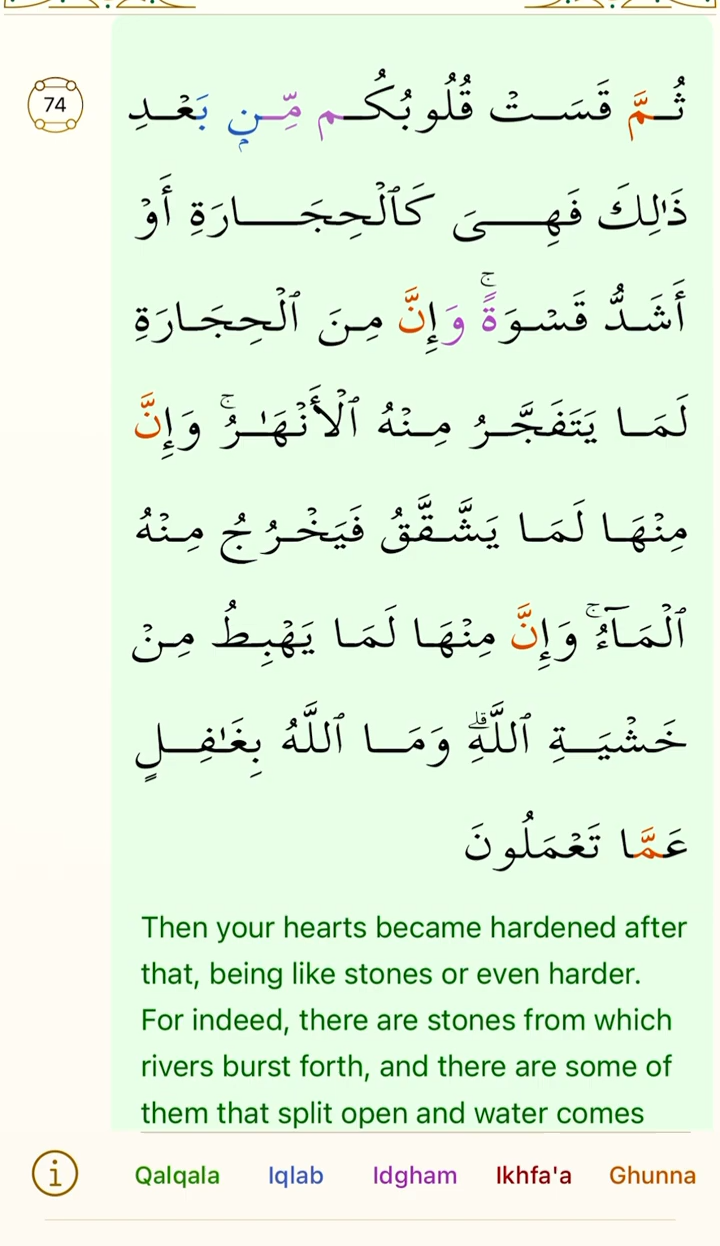 74
ثُمَّ قَسَتْ قُلُوبُكُم مِّنۢ بَعْدِ
ذَٰلِكَ فَهِىَ كَٱلْحِجَارَةِ أَوْ
أَشَدُّ قَسْوَةً ۚ وَإِنَّ مِنَ ٱلْحِجَارَةِ
لَمَا يَتَفَجَّرُ مِنْهُ ٱلْأَنْهَـٰرُ ۚ وَإِنَّ
مِنْهَا لَمَا يَشَّقَّقُ فَيَخْرُجُ مِنْهُ
ٱلْمَآءُ ۚ وَإِنَّ مِنْهَا لَمَا يَهْبِطُ مِنْ
خَشْيَةِ ٱللَّهِ ۗ وَمَا ٱللَّهُ بِغَـٰفِلٍ
عَمَّا تَعْمَلُونَ
Then your hearts became hardened after
that, being like stones or even harder.
For indeed, there are stones from which
rivers burst forth, and there are some of
them that split open and water comes
Qalqala Iqlab Idgham Ikhfa'a Ghunna